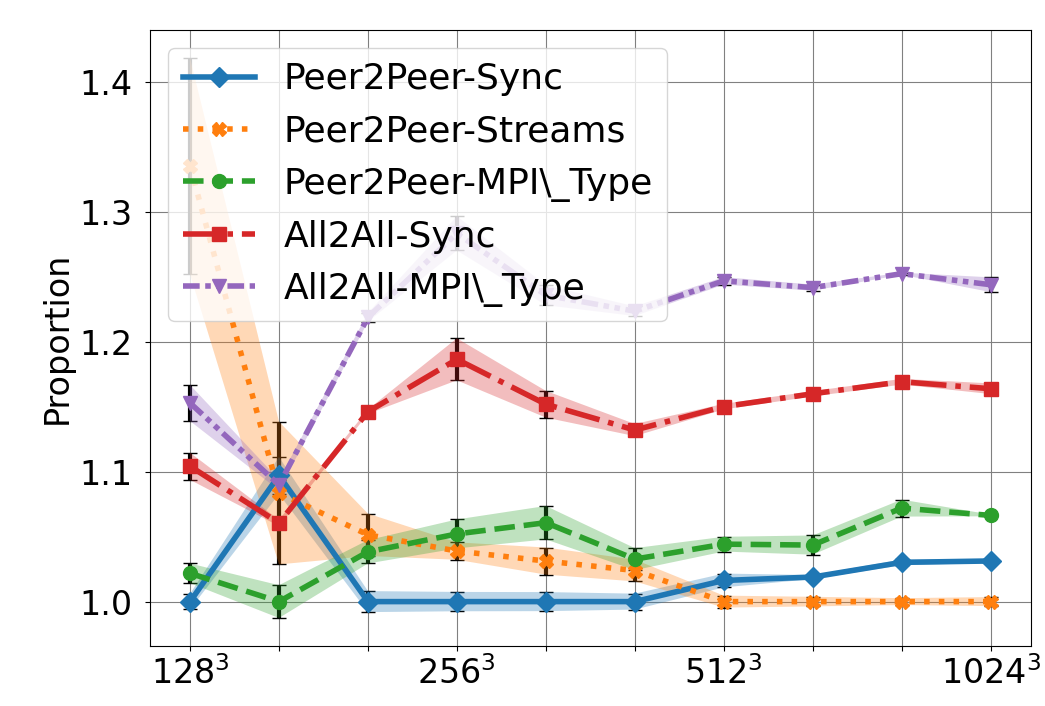 Proportion
1.4
1.3
1.2
1.1
1.0
Peer2Peer-Sync
Peer2Peer-Streams
Peer2Peer-MPI\_Type
All2All-Sync
All2All-MPI\_Type
128³
256³
512³
1024³